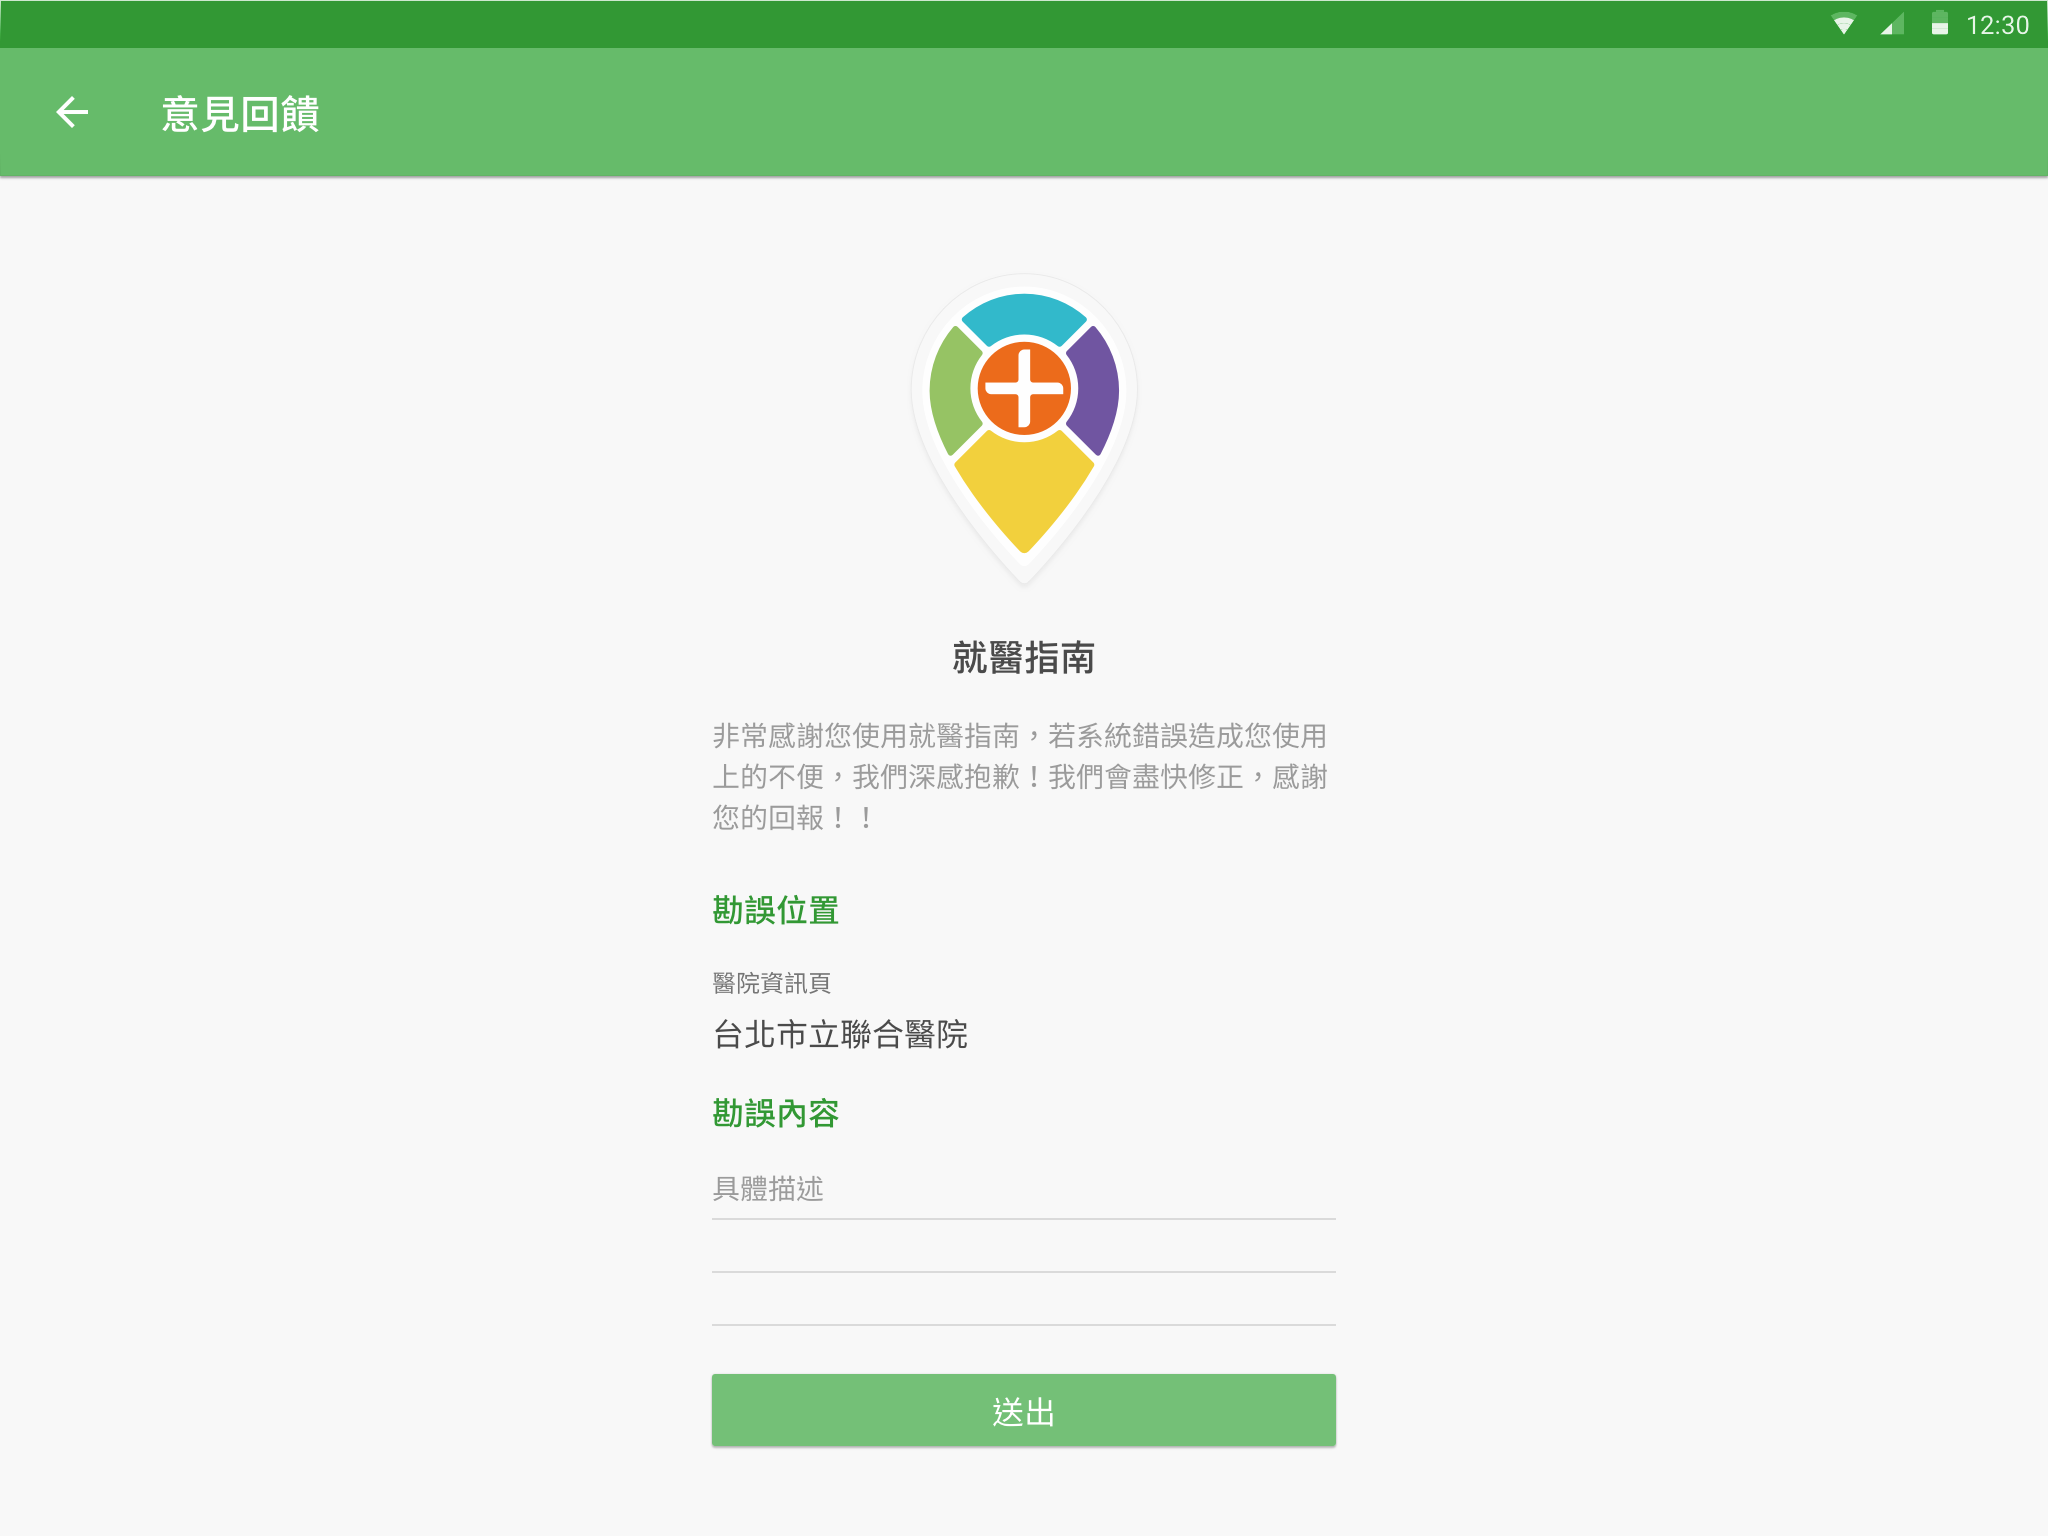 12:30
意見回饋
就醫指南
非常感謝您使用就醫指南，若系統錯誤造成您使用
上的不便，我們深感抱歉！我們會盡快修正，感謝
您的回報！！
勘誤位置
醫院資訊頁
台北市立聯合醫院
勘誤內容
具體描述
送出